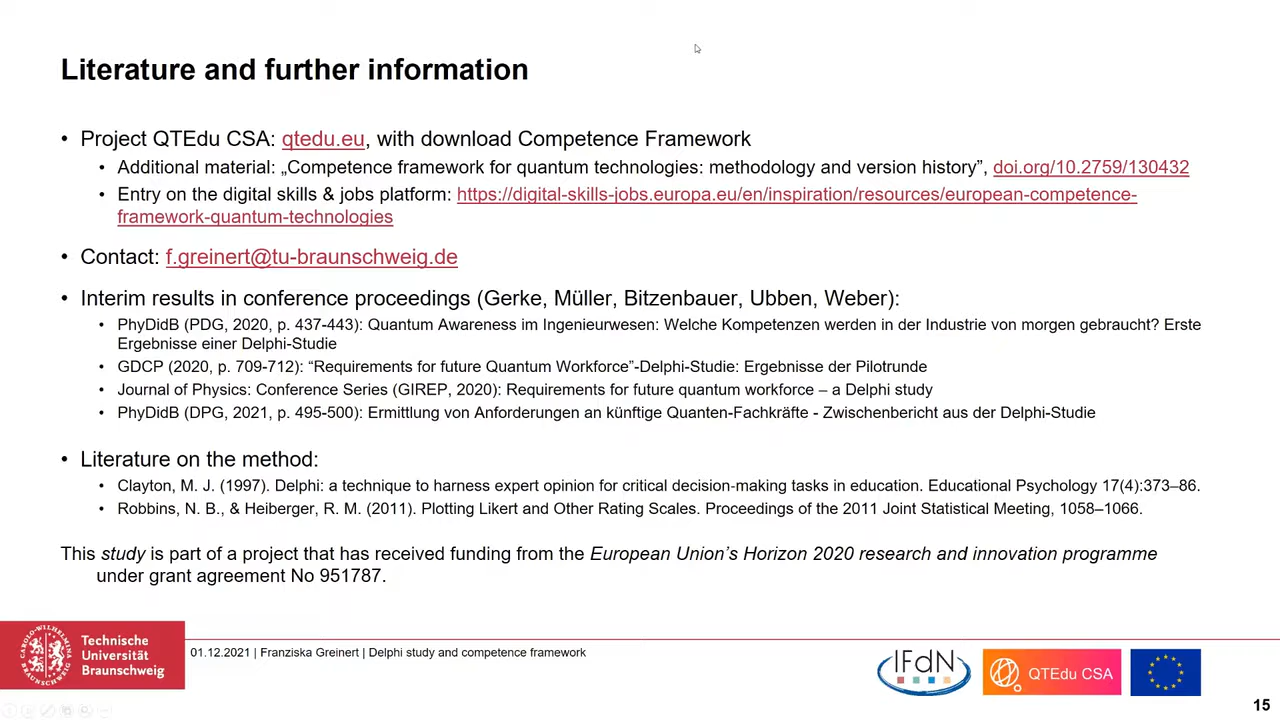 Literature and further information
• Project QTEdu CSA: qtedu.eu, with download Competence Framework
• Additional material: „Competence framework for quantum technologies: methodology and version history”, doi.org/10.2759/130432
• Entry on the digital skills & jobs platform: https://digital-skills-jobs.europa.eu/en/inspiration/resources/european-competence-
framework-quantum-technologies
• Contact: f.greinert@tu-braunschweig.de
• Interim results in conference proceedings (Gerke, Müller, Bitzenbauer, Ubben, Weber):
• PhyDidB (PDG, 2020, p. 437-443): Quantum Awareness im Ingenieurwesen: Welche Kompetenzen werden in der Industrie von morgen gebraucht? Erste
Ergebnisse einer Delphi-Studie
• GDCP (2020, p. 709-712): “Requirements for future Quantum Workforce”-Delphi-Studie: Ergebnisse der Pilotrunde
• Journal of Physics: Conference Series (GIREP, 2020): Requirements for future quantum workforce – a Delphi study
• PhyDidB (DPG, 2021, p. 495-500): Ermittlung von Anforderungen an künftige Quanten-Fachkräfte - Zwischenbericht aus der Delphi-Studie
• Literature on the method:
• Clayton, M. J. (1997). Delphi: a technique to harness expert opinion for critical decision-making tasks in education. Educational Psychology 17(4):373–86.
• Robbins, N. B., & Heiberger, R. M. (2011). Plotting Likert and Other Rating Scales. Proceedings of the 2011 Joint Statistical Meeting, 1058–1066.
This study is part of a project that has received funding from the European Union’s Horizon 2020 research and innovation programme
under grant agreement No 951787.
CAROLO-WILHELMINA
BRAUNSCHWEIG
Technische
Universität
Braunschweig
01.12.2021 | Franziska Greinert | Delphi study and competence framework
IFdN
QTEdu CSA
15